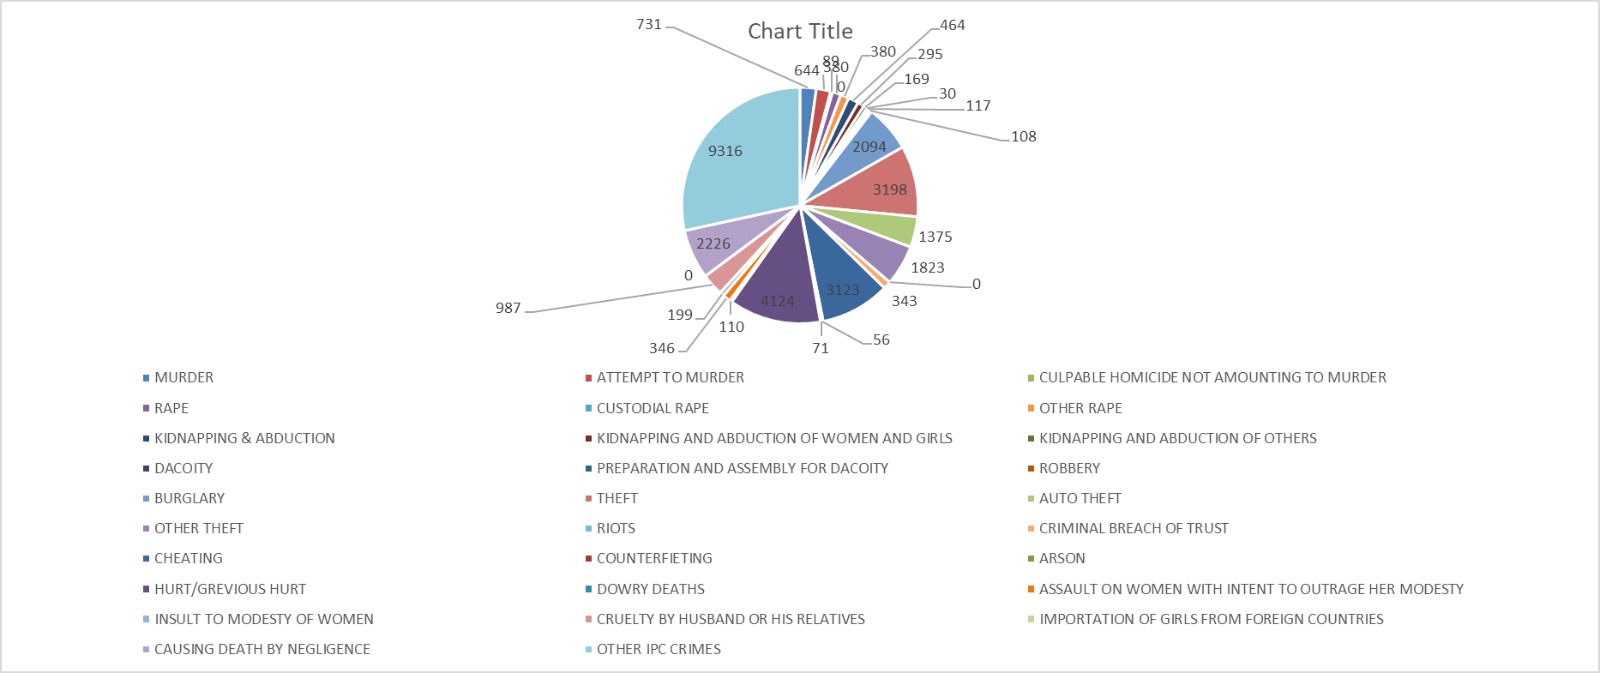 Chart Title
731
644
89
380
0
380
464
295
169
30
117
108
2094
3198
1375
1823
0
343
3123
56
71
4124
110
346
199
987
0
2226
9316
MURDER
ATTEMPT TO MURDER
CULPABLE HOMICIDE NOT AMOUNTING TO MURDER
RAPE
CUSTODIAL RAPE
OTHER RAPE
KIDNAPPING & ABDUCTION
KIDNAPPING AND ABDUCTION OF WOMEN AND GIRLS
KIDNAPPING AND ABDUCTION OF OTHERS
DACOITY
PREPARATION AND ASSEMBLY FOR DACOITY
ROBBERY
BURGLARY
THEFT
AUTO THEFT
OTHER THEFT
RIOTS
CRIMINAL BREACH OF TRUST
CHEATING
COUNTERFIETING
ARSON
HURT/GREVIOUS HURT
DOWRY DEATHS
ASSAULT ON WOMEN WITH INTENT TO OUTRAGE HER MODESTY
INSULT TO MODESTY OF WOMEN
CRUELTY BY HUSBAND OR HIS RELATIVES
IMPORTATION OF GIRLS FROM FOREIGN COUNTRIES
CAUSING DEATH BY NEGLIGENCE
OTHER IPC CRIMES